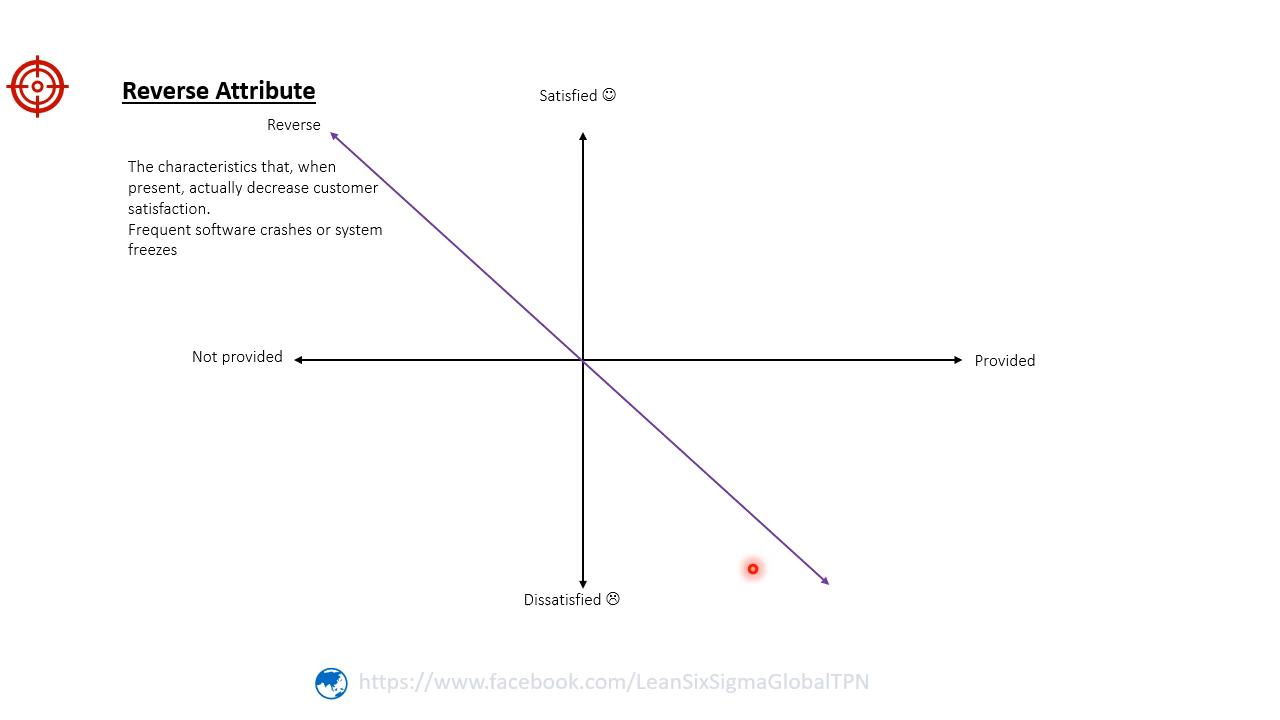 Reverse Attribute
Satisfied ☺
Reverse
The characteristics that, when
present, actually decrease customer
satisfaction.
Frequent software crashes or system
freezes
Not provided
Provided
Dissatisfied ☹
https://www.facebook.com/LeanSixSigmaGlobalTPN